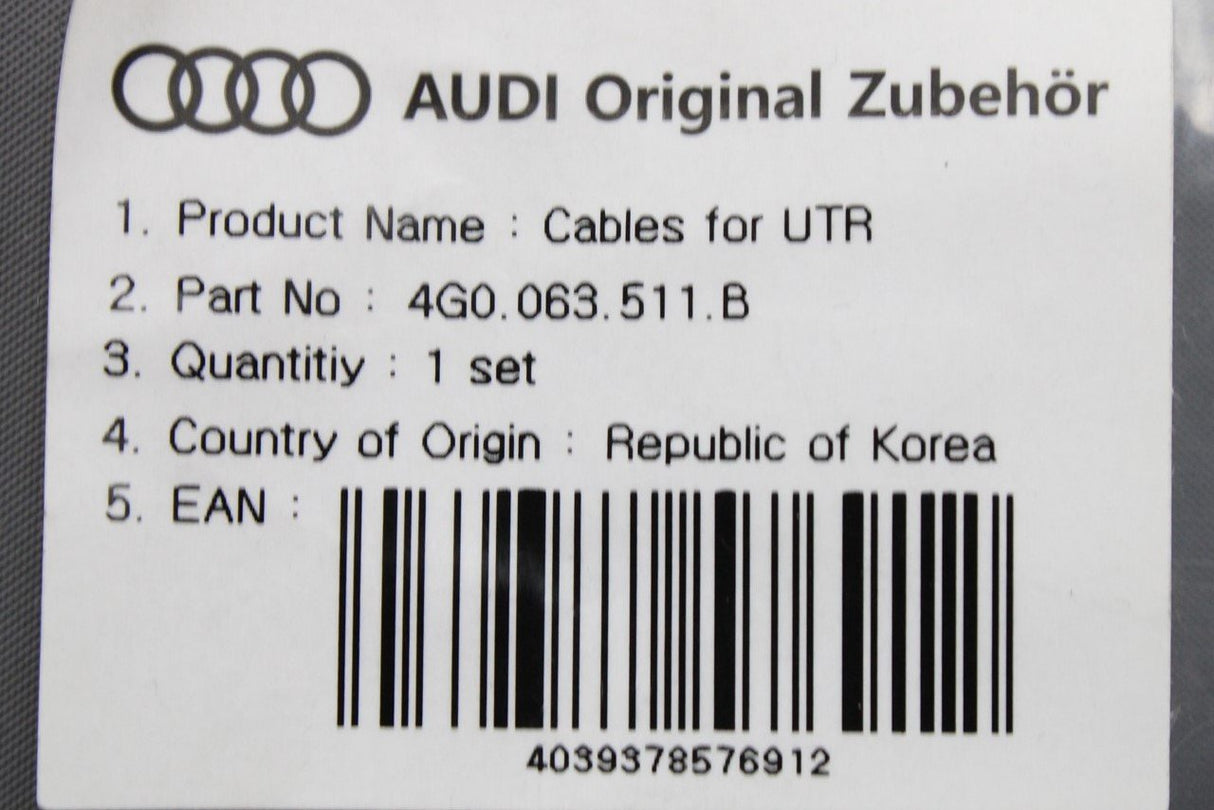 AUDI Original Zubehör
1. Product Name : Cables for UTR
2. Part No : 4G0.063.511.B
3. Quantitiy : 1 set
4. Country of Origin : Republic of Korea
5. EAN :
4039378576912